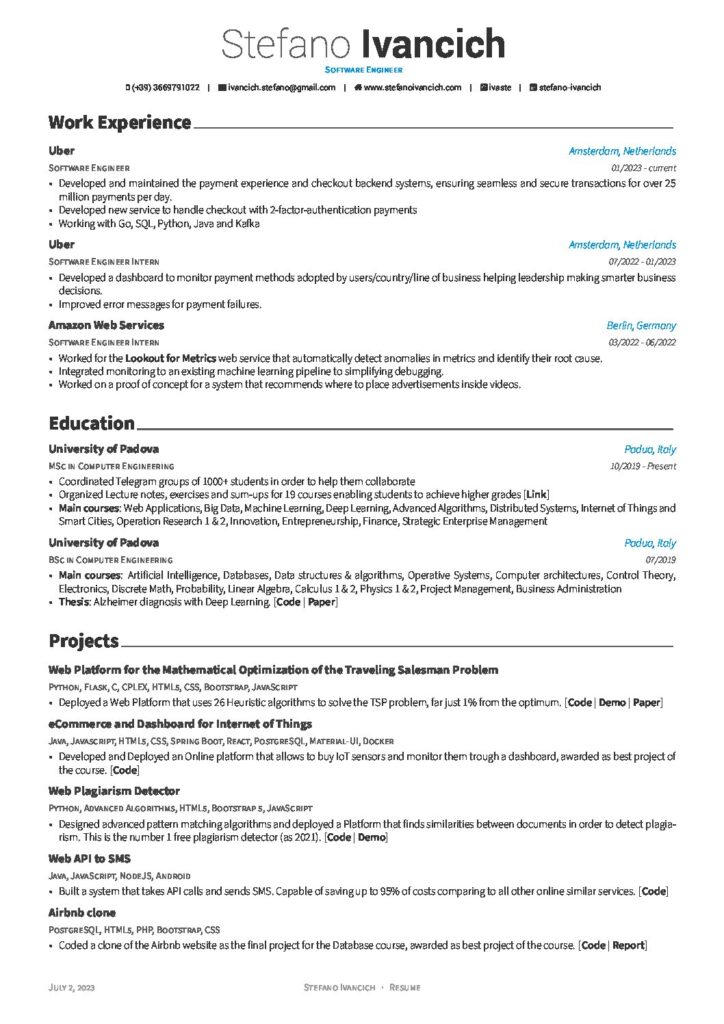 Stefano Ivancich
Software Engineer
(+39) 3669791022 | ivancich.stefano@gmail.com | www.stefanoivancich.com | ivaste | stefano-ivancich
Work Experience
Uber Amsterdam, Netherlands
Software Engineer 01/2023 - current
• Developed and maintained the payment experience and checkout backend systems, ensuring seamless and secure transactions for over 25
million payments per day.
• Developed new service to handle checkout with 2-factor-authentication payments
• Working with Go, SQL, Python, Java and Kafka
Uber Amsterdam, Netherlands
Software Engineer Intern 07/2022 - 01/2023
• Developed a dashboard to monitor payment methods adopted by users/country/line of business helping leadership making smarter business
decisions.
• Improved error messages for payment failures.
Amazon Web Services Berlin, Germany
Software Engineer Intern 03/2022 - 06/2022
• Worked for the Lookout for Metrics web service that automatically detect anomalies in metrics and identify their root cause.
• Integrated monitoring to an existing machine learning pipeline to simplifying debugging.
• Worked on a proof of concept for a system that recommends where to place advertisements inside videos.
Education
University of Padova Padua, Italy
MSc in Computer Engineering 10/2019 - Present
• Coordinated Telegram groups of 1000+ students in order to help them collaborate
• Organized Lecture notes, exercises and sum-ups for 19 courses enabling students to achieve higher grades [Link]
• Main courses: Web Applications, Big Data, Machine Learning, Deep Learning, Advanced Algorithms, Distributed Systems, Internet of Things and
Smart Cities, Operation Research 1 & 2, Innovation, Entrepreneurship, Finance, Strategic Enterprise Management
University of Padova Padua, Italy
BSc in Computer Engineering 07/2019
• Main courses: Artificial Intelligence, Databases, Data structures & algorithms, Operative Systems, Computer architectures, Control Theory,
Electronics, Discrete Math, Probability, Linear Algebra, Calculus 1 & 2, Physics 1 & 2, Project Management, Business Administration
• Thesis: Alzheimer diagnosis with Deep Learning. [Code | Paper]
Projects
Web Platform for the Mathematical Optimization of the Traveling Salesman Problem
Python, Flask, C, CPLEX, HTML5, CSS, Bootstrap, JavaScript
• Deployed a Web Platform that uses 26 Heuristic algorithms to solve the TSP problem, far just 1% from the optimum. [Code | Demo | Paper]
eCommerce and Dashboard for Internet of Things
Java, Javascript, HTML5, CSS, Spring Boot, React, PostgreSQL, Material-UI, Docker
• Developed and Deployed an Online platform that allows to buy IoT sensors and monitor them trough a dashboard, awarded as best project of
the course. [Code]
Web Plagiarism Detector
Python, Advanced Algorithms, HTML5, Bootstrap 5, JavaScript
• Designed advanced pattern matching algorithms and deployed a Platform that finds similarities between documents in order to detect plagia-
rism. This is the number 1 free plagiarism detector (as 2021). [Code | Demo]
Web API to SMS
Java, JavaScript, NodeJS, Android
• Built a system that takes API calls and sends SMS. Capable of saving up to 95% of costs comparing to all other online similar services. [Code]
Airbnb clone
PostgreSQL, HTML5, PHP, Bootstrap, CSS
• Coded a clone of the Airbnb website as the final project for the Database course, awarded as best project of the course. [Code | Report]
July 2, 2023 Stefano Ivancich · Resume